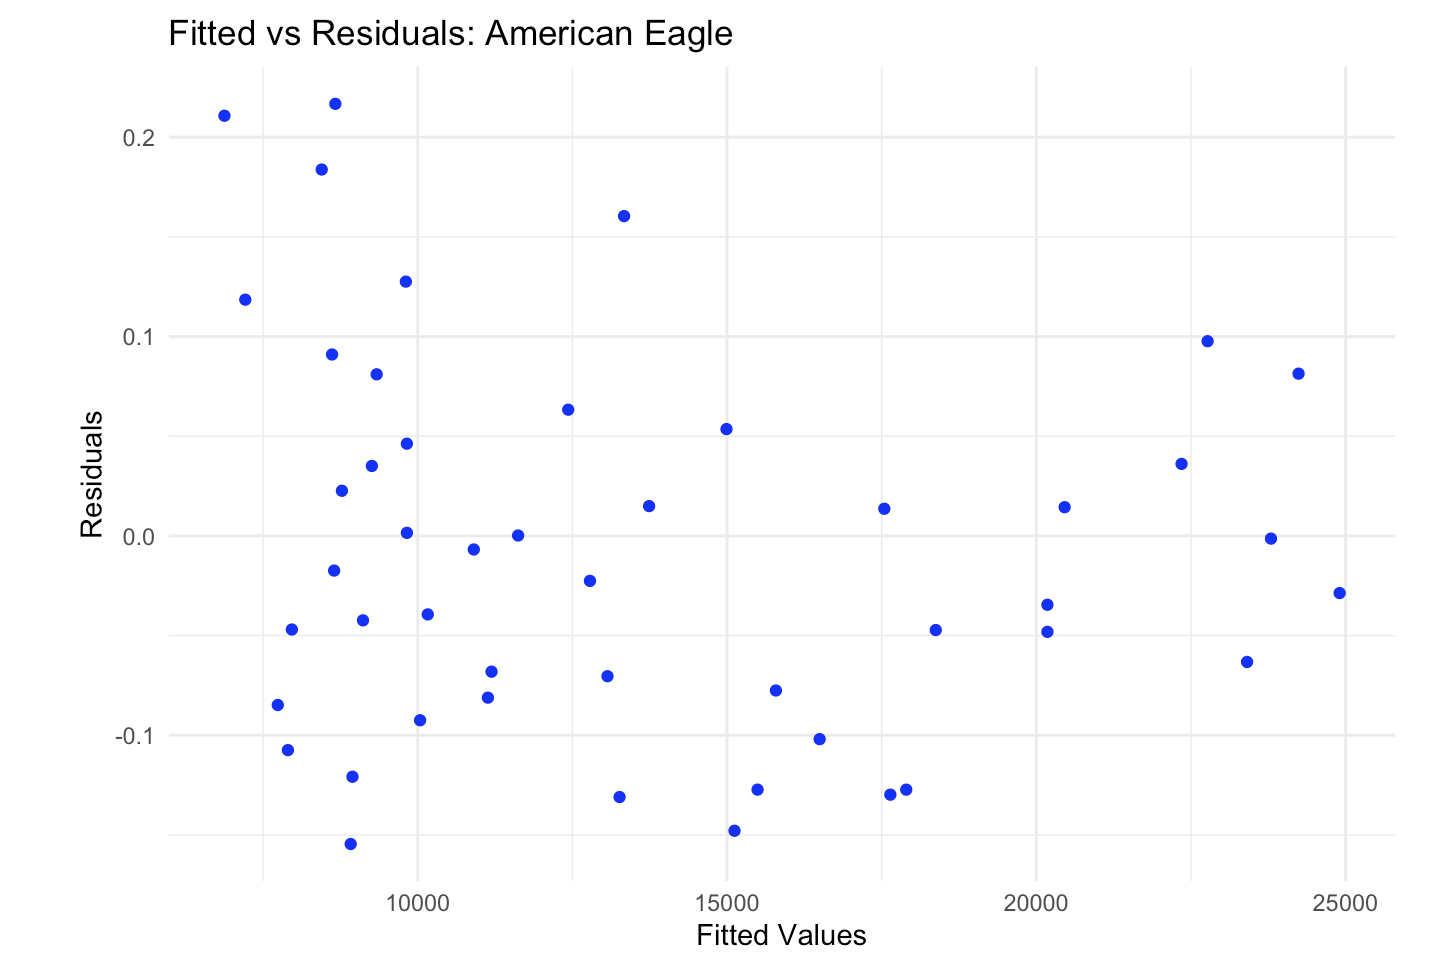 Fitted vs Residuals: American Eagle
Residuals
0.2
0.1
0.0
-0.1
10000 15000 20000 25000
Fitted Values